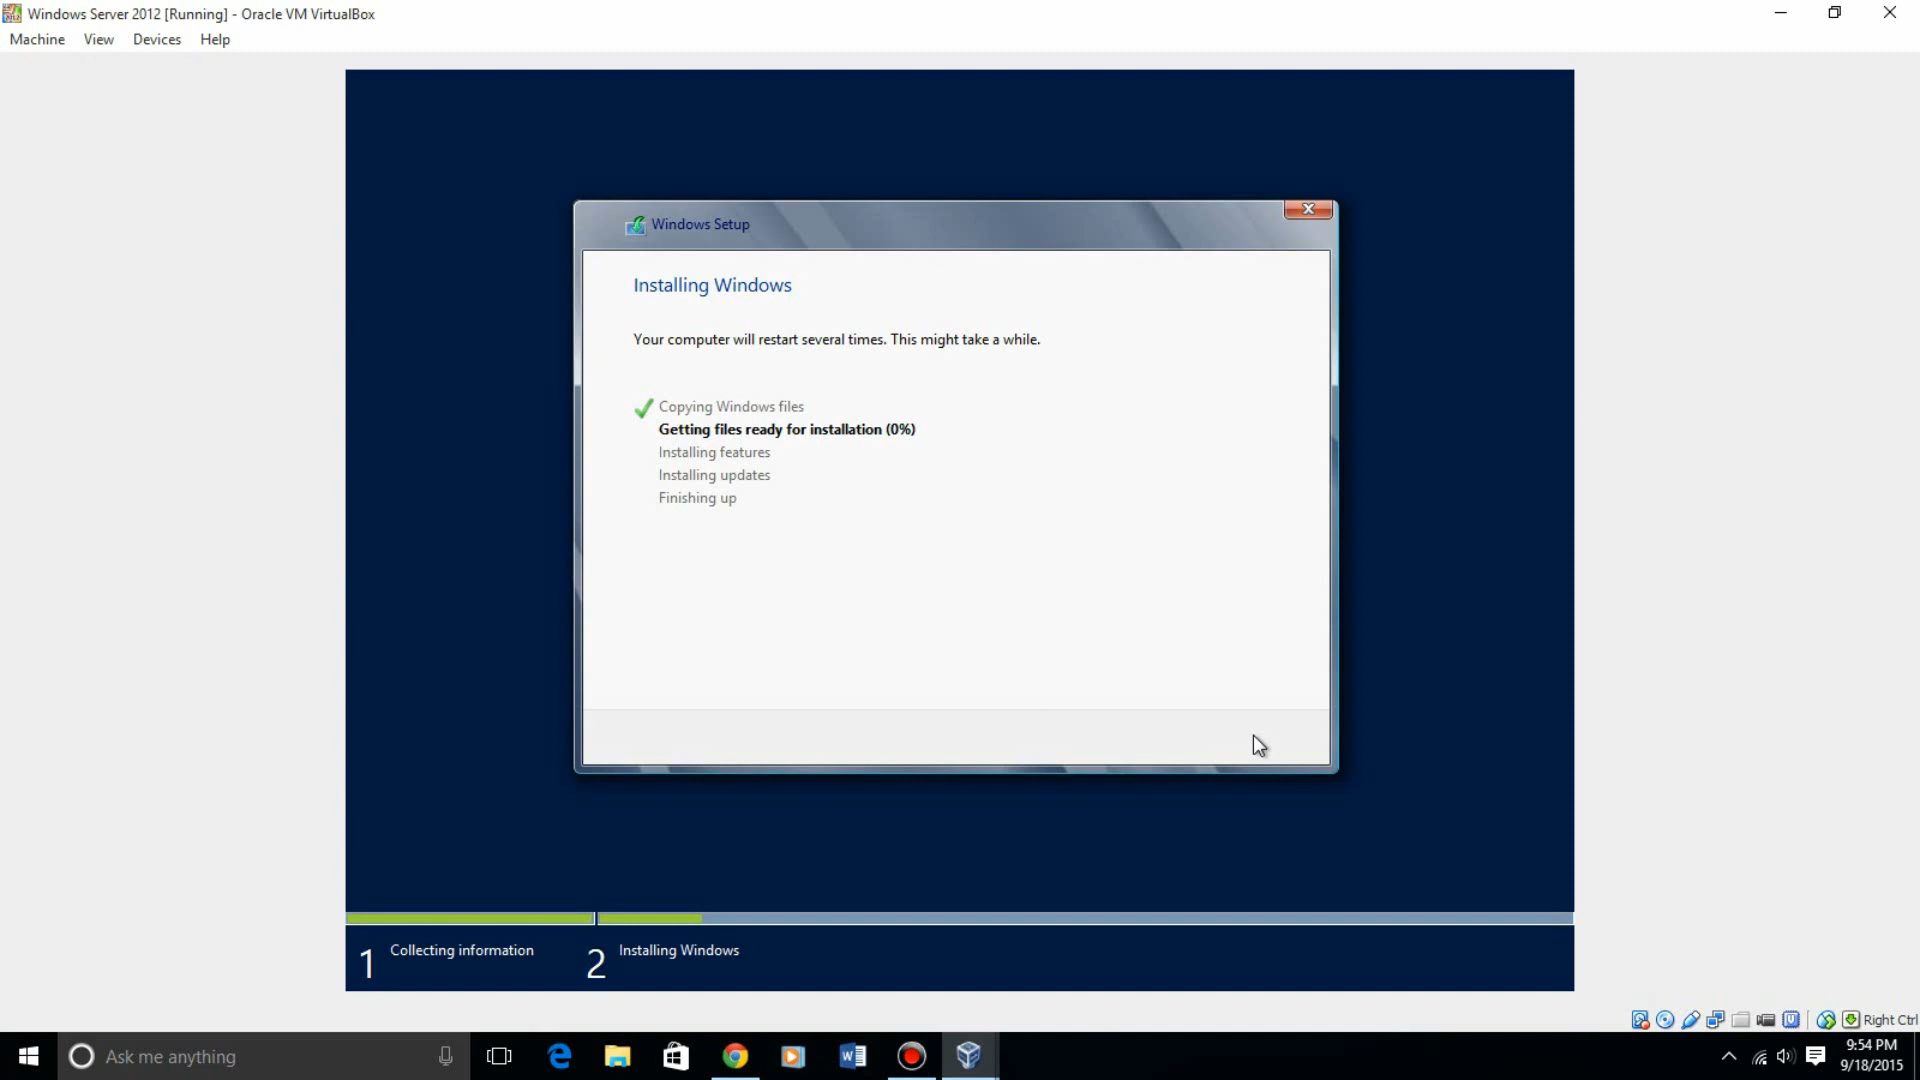 Windows Server 2012 [Running] - Oracle VM VirtualBox
Machine View Devices Help
Windows Setup
Installing Windows
Your computer will restart several times. This might take a while.
Copying Windows files
Getting files ready for installation (0%)
Installing features
Installing updates
Finishing up
1 Collecting information 2 Installing Windows
Right Ctrl
Ask me anything
9:54 PM
9/18/2015